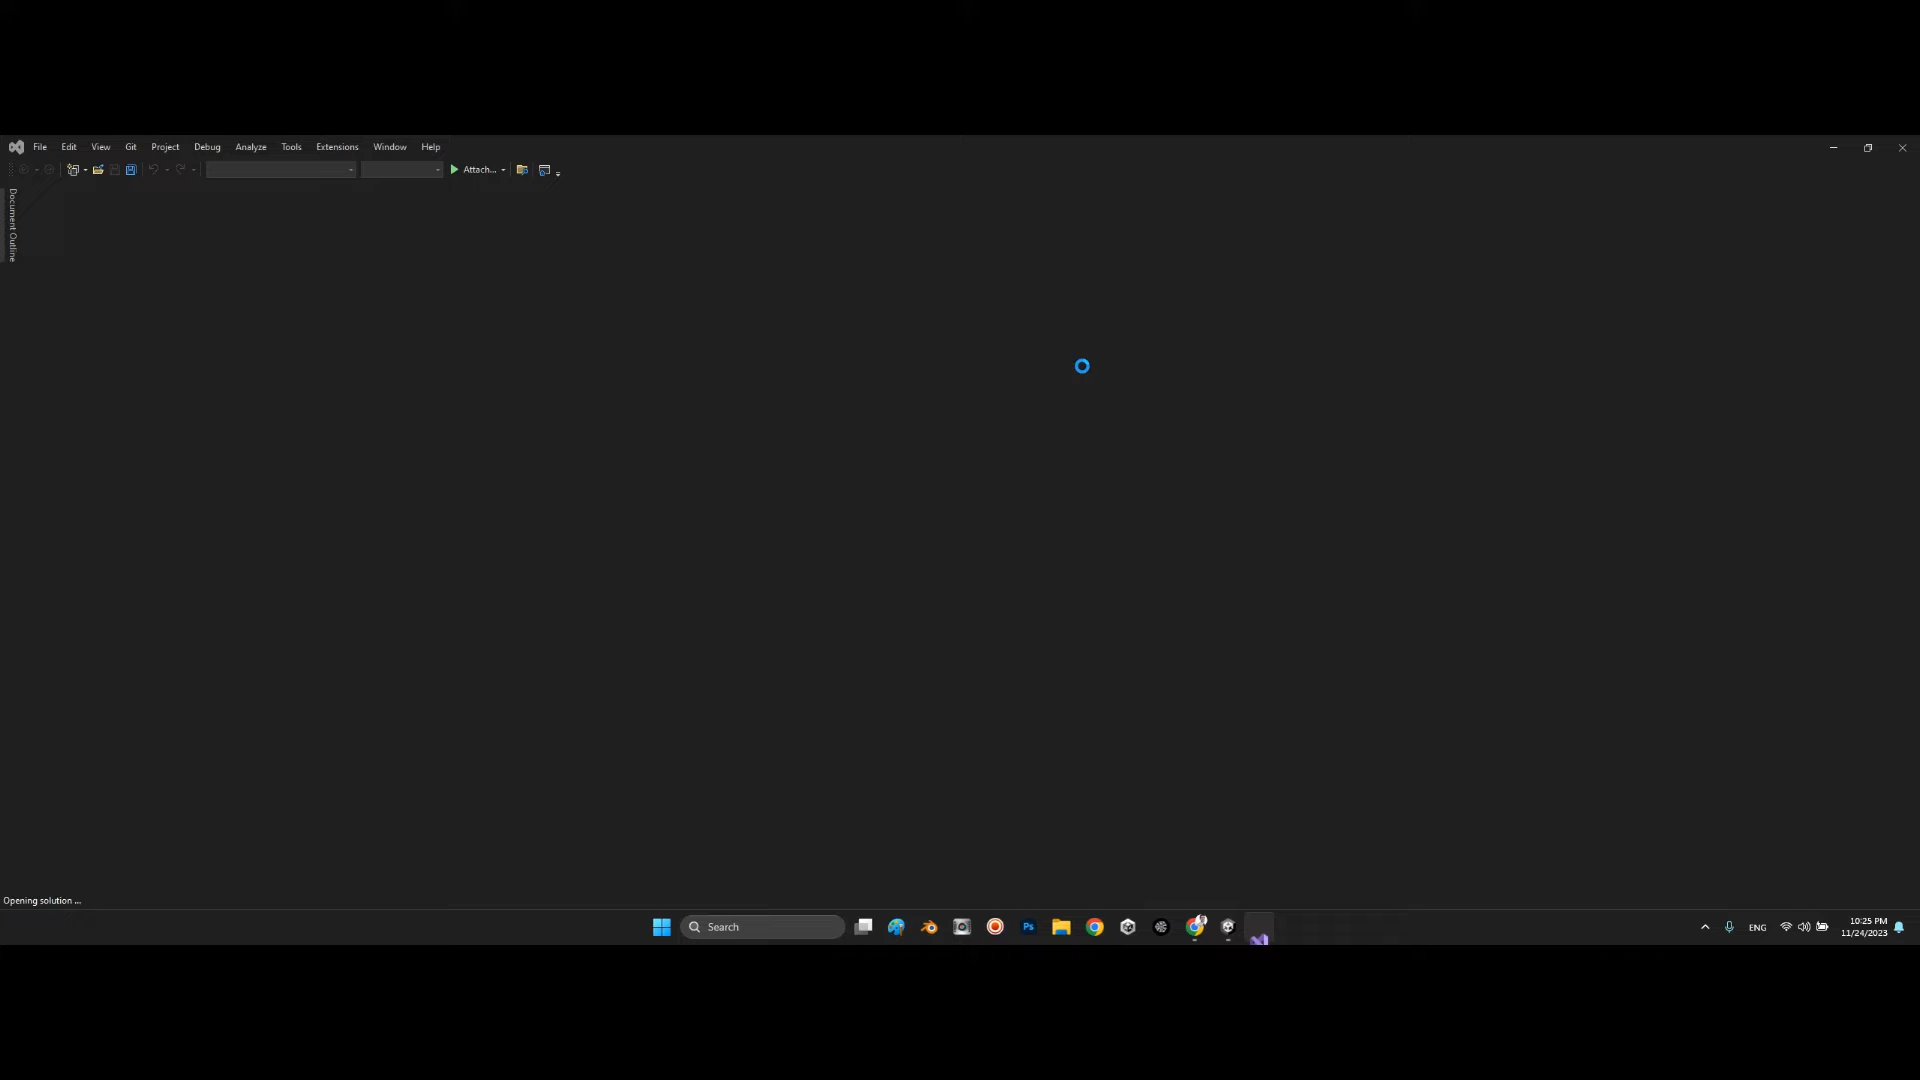 File Edit View Git Project Debug Analyze Tools Extensions Window Help
Attach...
Document Outline
Opening solution ...
Search
Ps
ENG
10:25 PM
11/24/2023